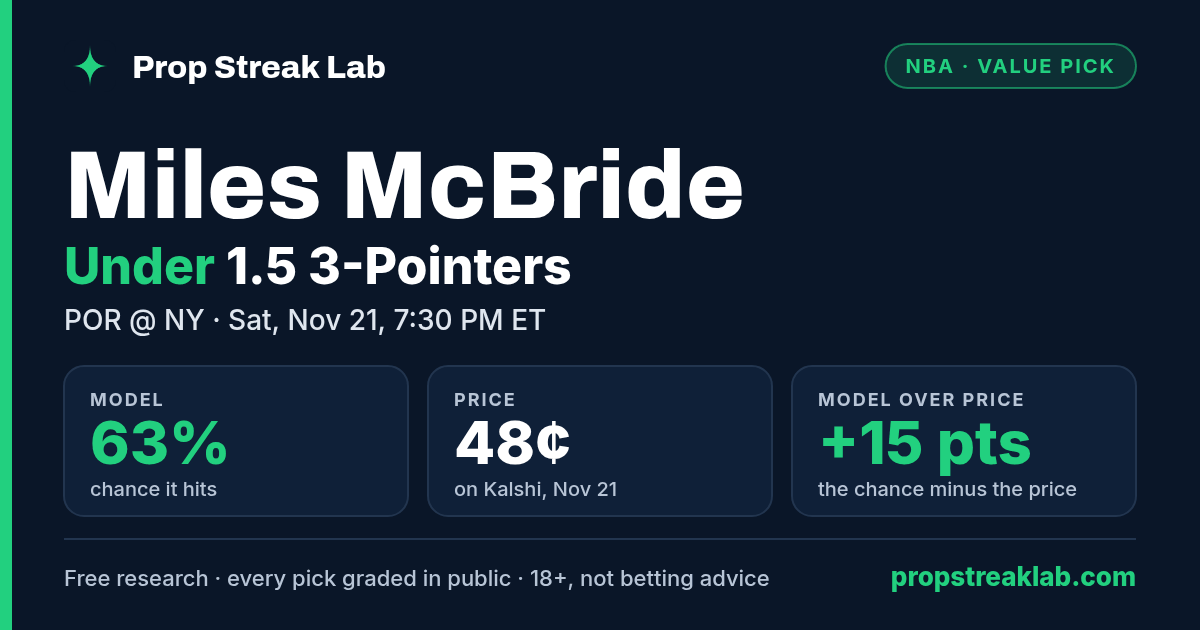 Prop Streak Lab
NBA · VALUE PICK
Miles McBride
Under 1.5 3-Pointers
POR @ NY · Sat, Nov 21, 7:30 PM ET
MODEL
63%
chance it hits
PRICE
48¢
on Kalshi, Nov 21
MODEL OVER PRICE
+15 pts
the chance minus the price
Free research · every pick graded in public · 18+, not betting advice
propstreaklab.com